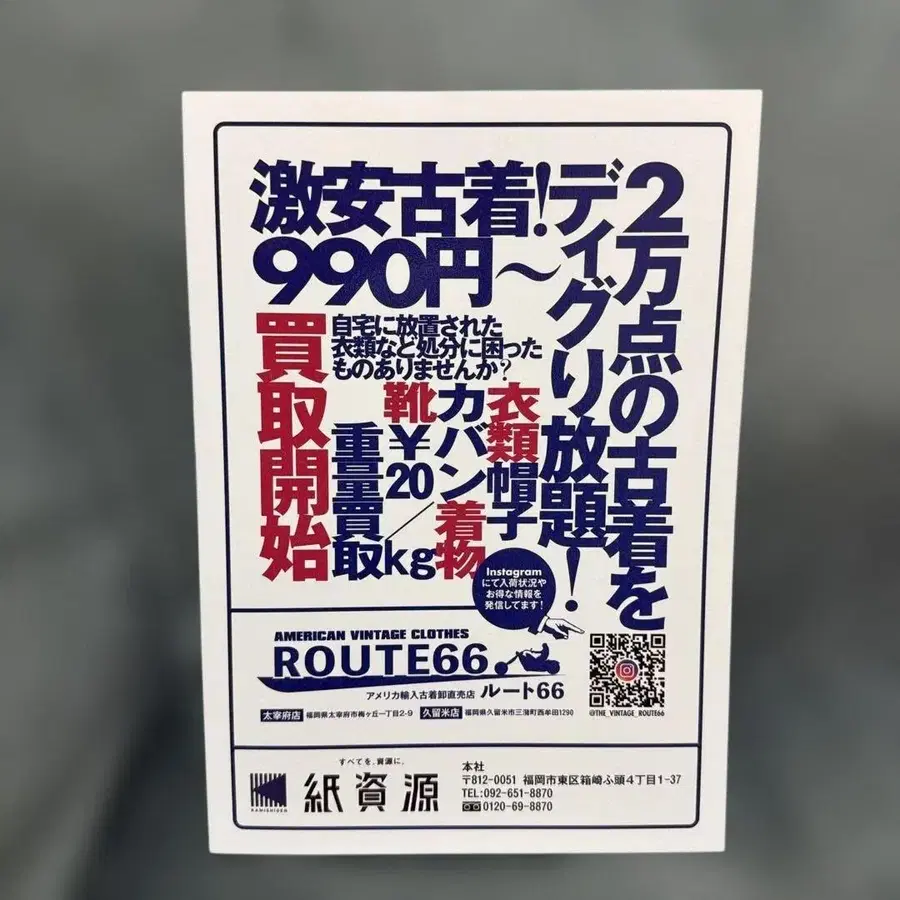 2万点の古着を
ディグり放題!
激安古着!
990円〜
買取開始
自宅に放置された
衣類など処分に困った
ものありませんか?
衣類 帽子
カバン 着物
靴 ¥20/kg
重量買取
Instagram
にて入荷状況や
お得な情報を
発信してます!
AMERICAN VINTAGE CLOTHES
ROUTE66
アメリカ輸入古着卸直売店 ルート66
太宰府店 福岡県太宰府市梅ヶ丘一丁目2-9 久留米店 福岡県久留米市三潴町西牟田1290
@THE_VINTAGE_ROUTE66
すべてを、資源に。
紙資源
KAMISHIGEN
本社
〒812-0051 福岡市東区箱崎ふ頭4丁目1-37
TEL:092-651-8870
0120-69-8870